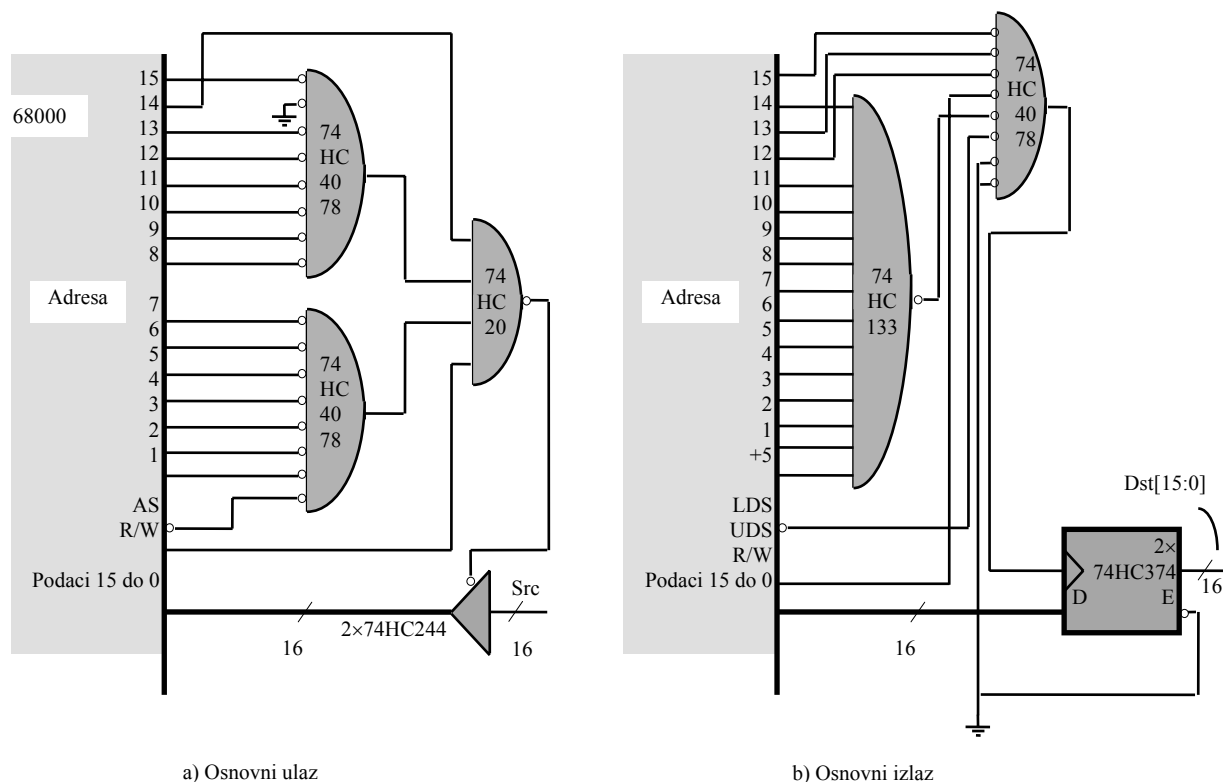 68000
15
14
13
12
11
10
9
8
Adresa
7
6
5
4
3
2
1
AS
R/W
Podaci 15 do 0
74
HC
40
78
74
HC
40
78
74
HC
20
2×74HC244
16
Src
16
a) Osnovni ulaz
15
14
13
12
11
10
9
8
7
Adresa
6
5
4
3
2
1
+5
LDS
UDS
R/W
Podaci 15 do 0
74
HC
133
74
HC
40
78
16
Dst[15:0]
2×
74HC374
D
E
16
b) Osnovni izlaz